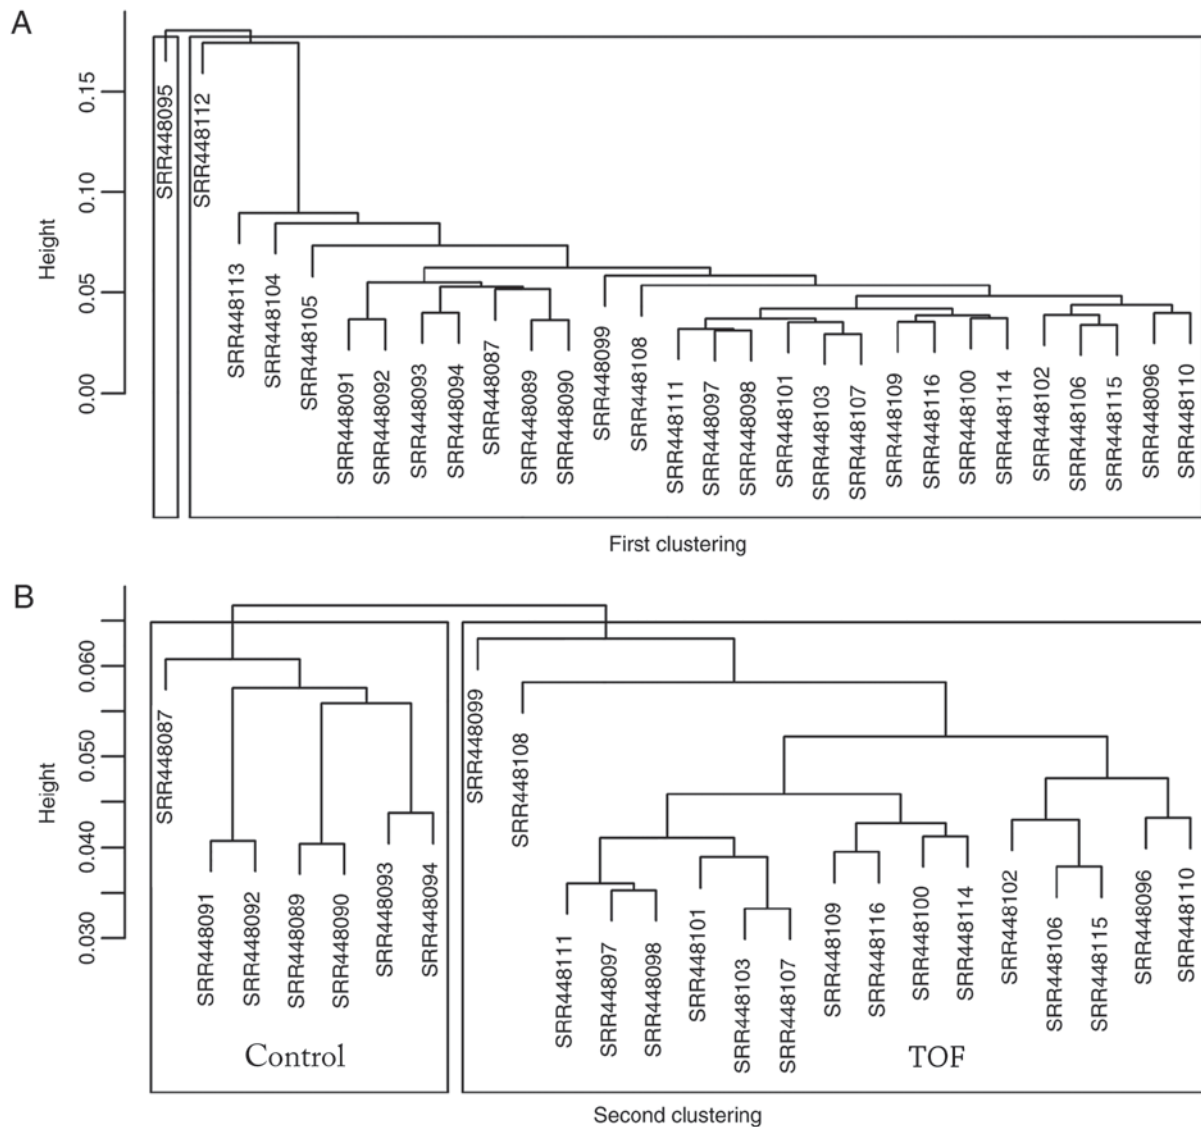 A
Height
0.15
0.10
0.05
0.00
SRR448095
SRR448112
SRR448113
SRR448104
SRR448105
SRR448091
SRR448092
SRR448093
SRR448094
SRR448087
SRR448089
SRR448090
SRR448099
SRR448108
SRR448111
SRR448097
SRR448098
SRR448101
SRR448103
SRR448107
SRR448109
SRR448116
SRR448100
SRR448114
SRR448102
SRR448106
SRR448115
SRR448096
SRR448110
First clustering
B
Height
0.060
0.050
0.040
0.030
SRR448087
SRR448091
SRR448092
SRR448089
SRR448090
SRR448093
SRR448094
SRR448099
SRR448108
SRR448111
SRR448097
SRR448098
SRR448101
SRR448103
SRR448107
SRR448109
SRR448116
SRR448100
SRR448114
SRR448102
SRR448106
SRR448115
SRR448096
SRR448110
Control
TOF
Second clustering